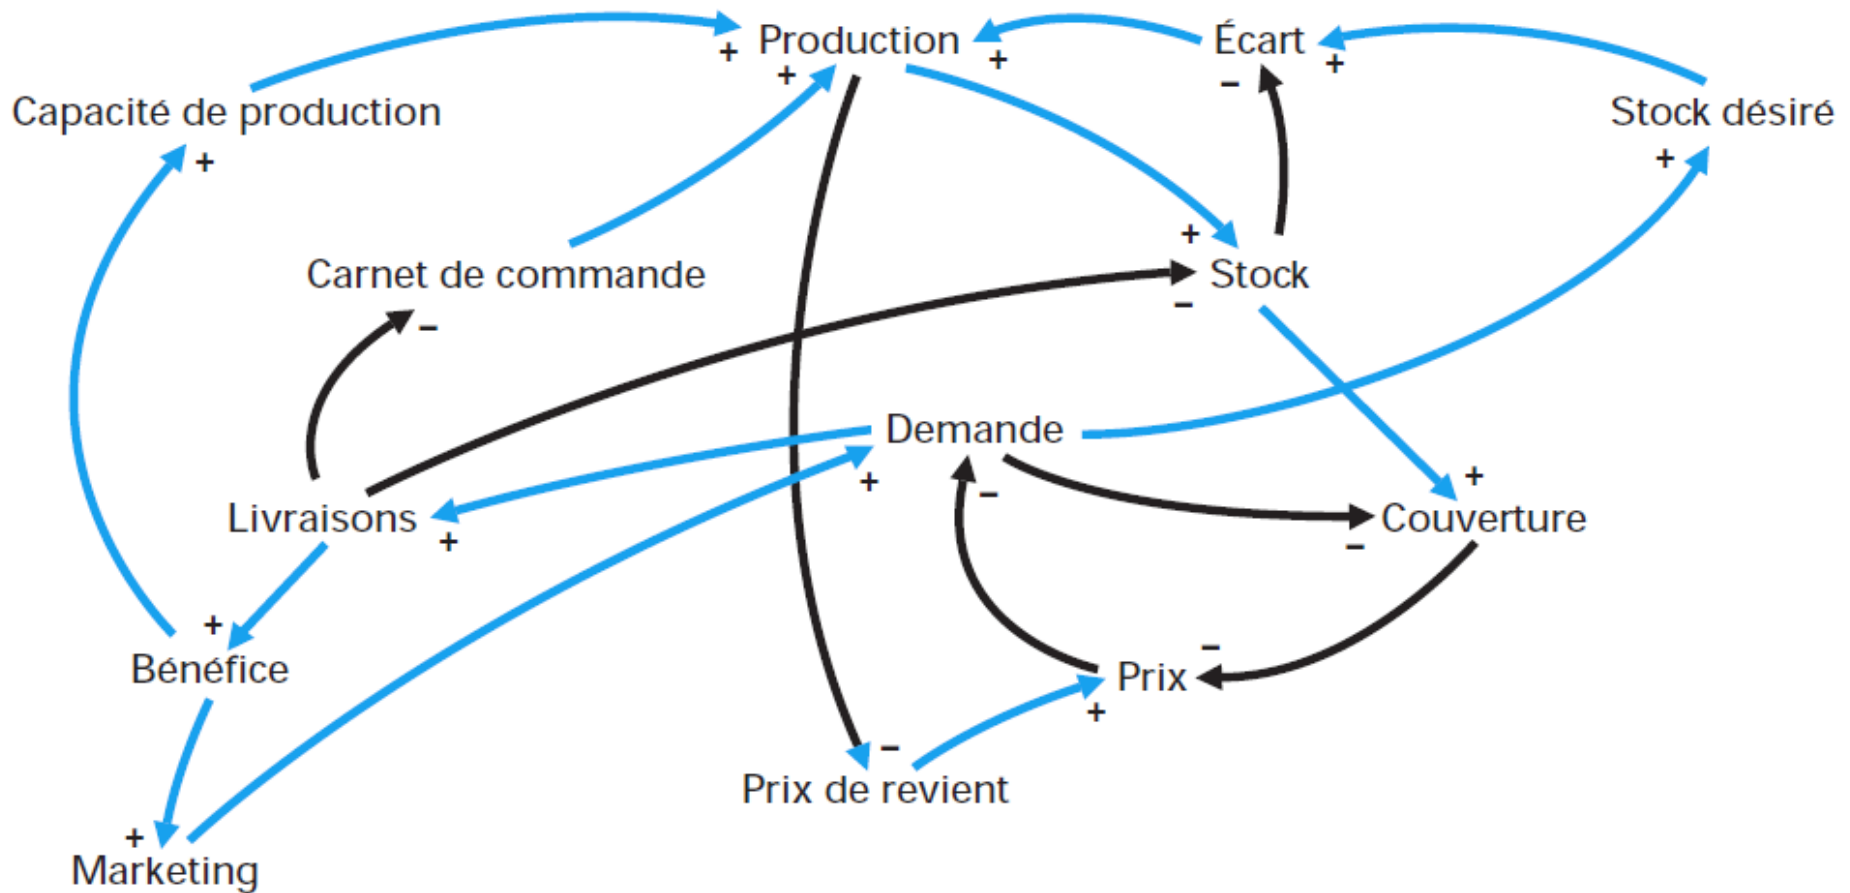 Production
Écart
+
+
+
+
–
Capacité de production
Stock désiré
+
+
+
Carnet de commande
Stock
–
–
Demande
+
+
–
Livraisons
Couverture
+
–
+
–
Bénéfice
Prix
+
–
Prix de revient
+
Marketing